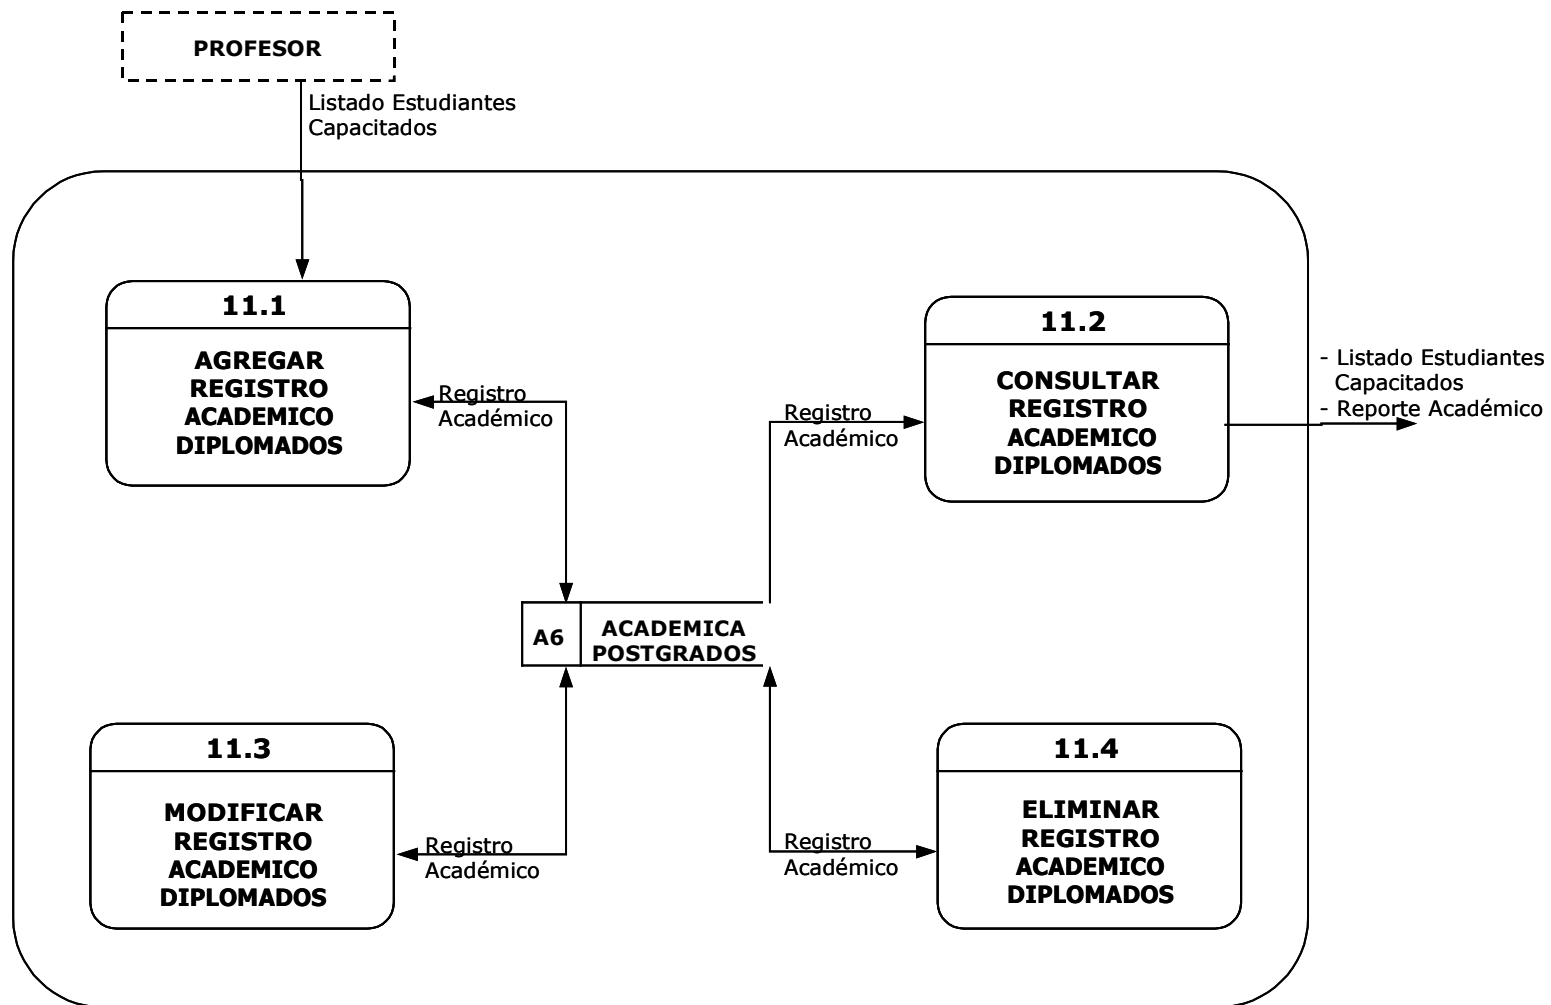 PROFESOR
Listado Estudiantes
Capacitados
11.1
AGREGAR
REGISTRO
ACADEMICO
DIPLOMADOS
Registro
Académico
11.2
CONSULTAR
REGISTRO
ACADEMICO
DIPLOMADOS
Registro
Académico
- Listado Estudiantes
Capacitados
- Reporte Académico
A6
ACADEMICA
POSTGRADOS
11.3
MODIFICAR
REGISTRO
ACADEMICO
DIPLOMADOS
Registro
Académico
11.4
ELIMINAR
REGISTRO
ACADEMICO
DIPLOMADOS
Registro
Académico